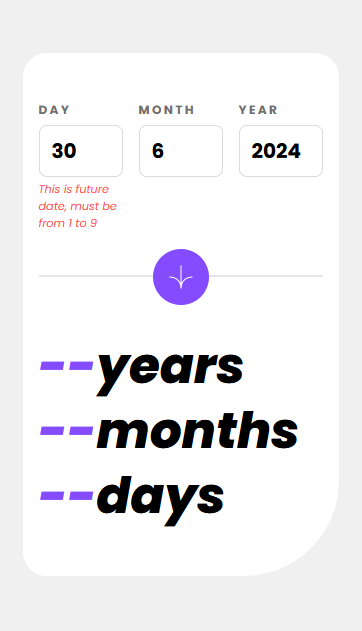 DAY MONTH YEAR
30 6 2024
This is future
date, must be
from 1 to 9
--years
--months
--days